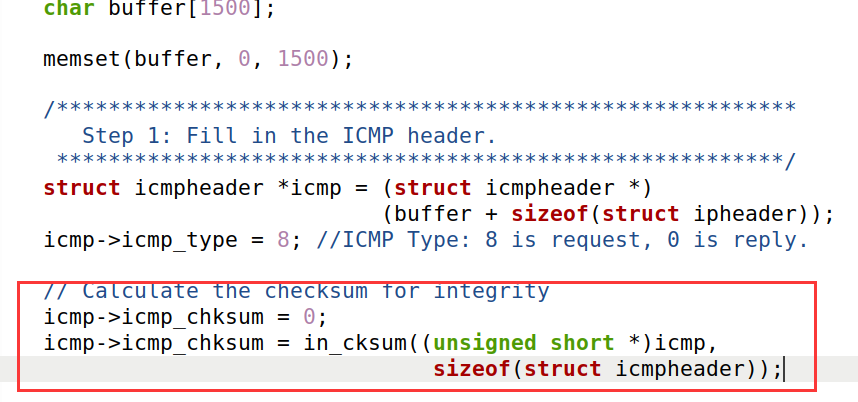 char buffer[1500];
memset(buffer, 0, 1500);
/*********************************************************
Step 1: Fill in the ICMP header.
********************************************************/
struct icmpheader *icmp = (struct icmpheader *)
(buffer + sizeof(struct ipheader));
icmp->icmp_type = 8; //ICMP Type: 8 is request, 0 is reply.
// Calculate the checksum for integrity
icmp->icmp_chksum = 0;
icmp->icmp_chksum = in_cksum((unsigned short *)icmp,
sizeof(struct icmpheader));